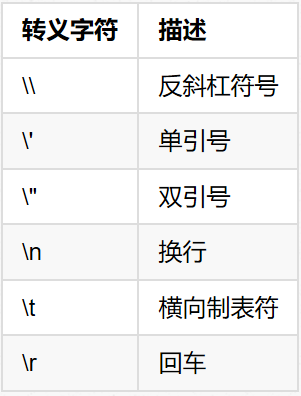 转义字符 描述
\\ 反斜杠符号
\' 单引号
\" 双引号
\n 换行
\t 横向制表符
\r 回车